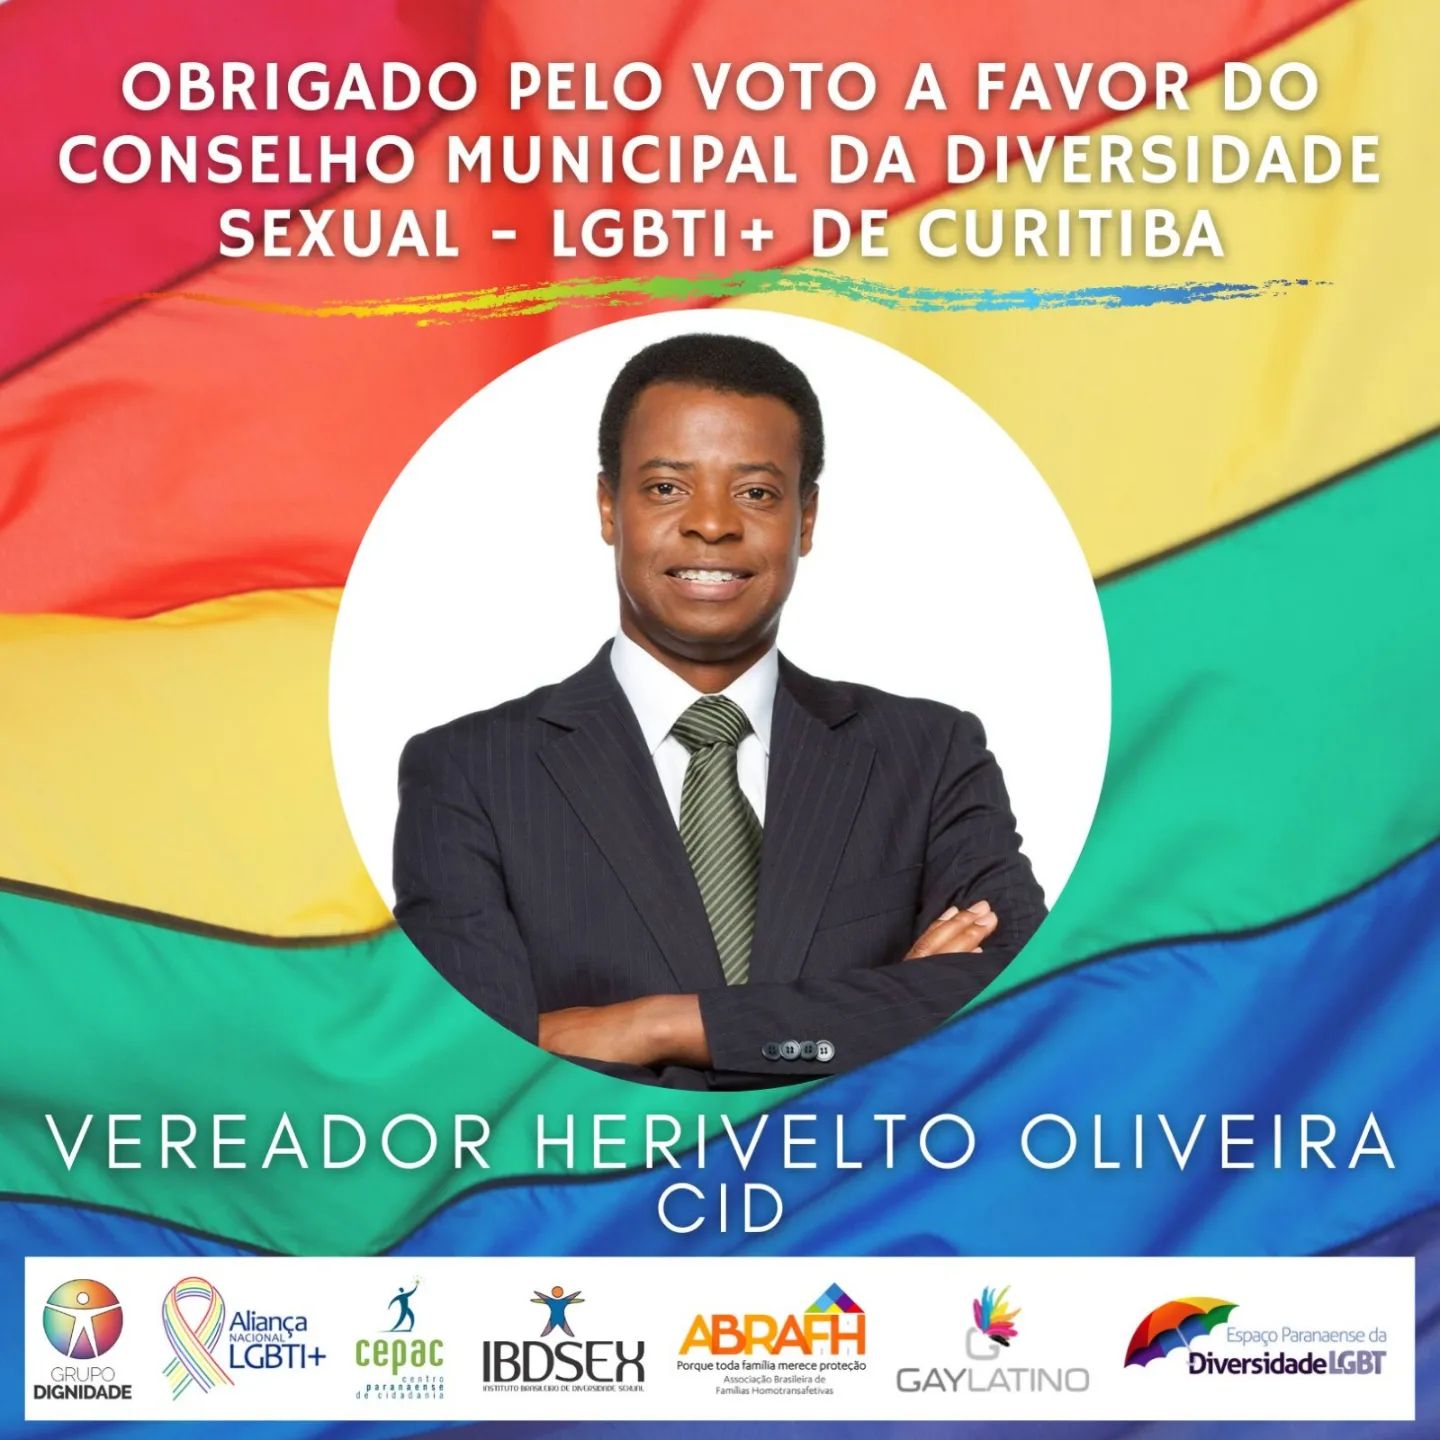 OBRIGADO PELO VOTO A FAVOR DO
CONSELHO MUNICIPAL DA DIVERSIDADE
SEXUAL - LGBTI+ DE CURITIBA
VEREADOR HERIVELTO OLIVEIRA
CID
GRUPO
DIGNIDADE
Aliança
NACIONAL
LGBTI+
cepac
centro
paranaense
de cidadania
IBDSEX
INSTITUTO BRASILEIRO DE DIVERSIDADE SEXUAL
ABRAFH
Porque toda família merece proteção
Associação Brasileira de
Famílias Homotransafetivas
G
GAYLATINO
Espaço Paranaense da
DiversidadeLGBT